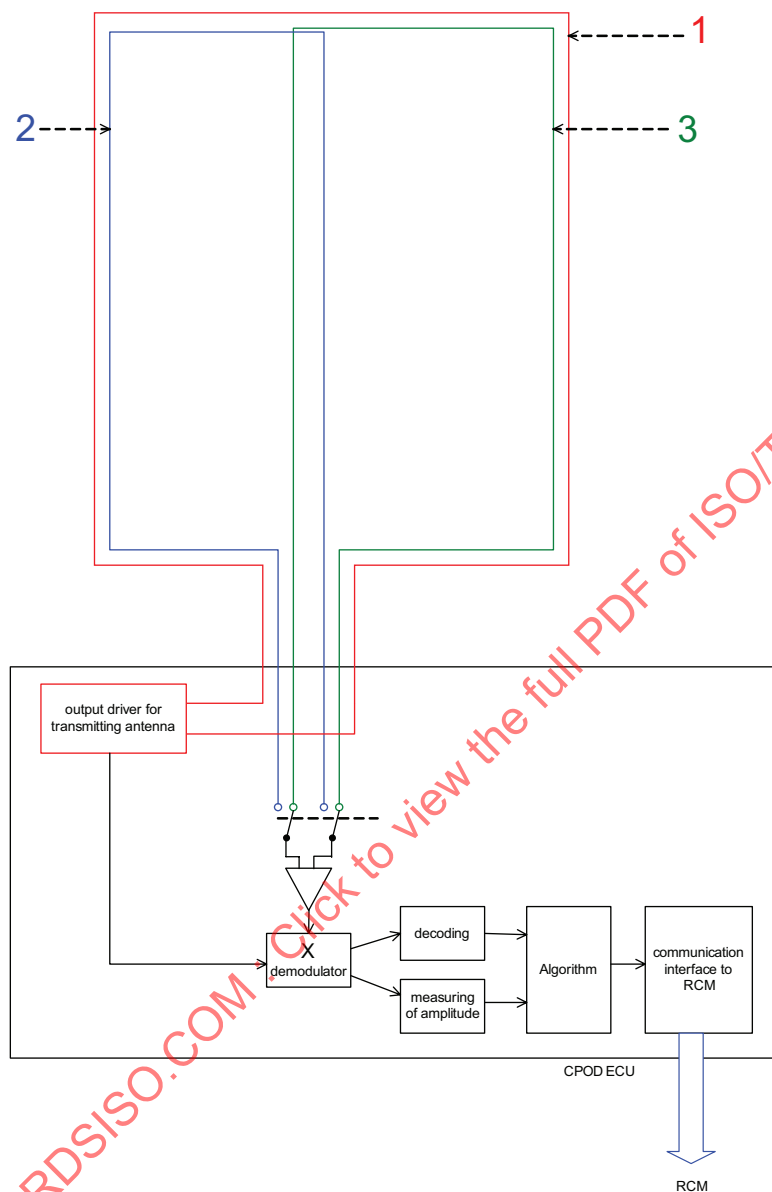 1
2
3
output driver for
transmitting antenna
X
demodulator
decoding
measuring
of amplitude
Algorithm
communication
interface to
RCM
CPOD ECU
RCM
RDSISO.COM : Click to view the full PDF of ISO/T